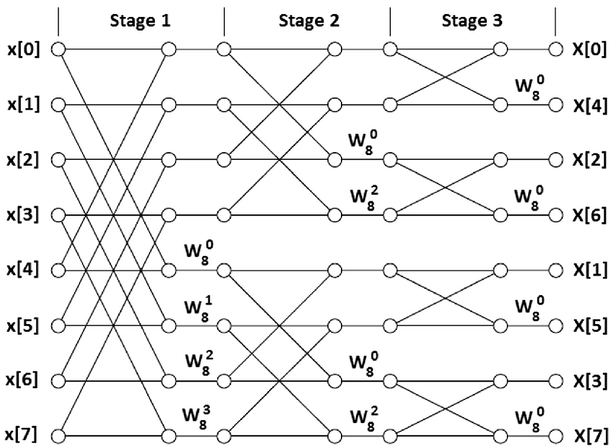 Stage 1 Stage 2 Stage 3
x[0] X[0]
W₈⁰
x[1] X[4]
W₈⁰
x[2] X[2]
W₈² W₈⁰
x[3] X[6]
W₈⁰
x[4] X[1]
W₈¹ W₈⁰
x[5] X[5]
W₈² W₈⁰
x[6] X[3]
W₈³ W₈² W₈⁰
x[7] X[7]